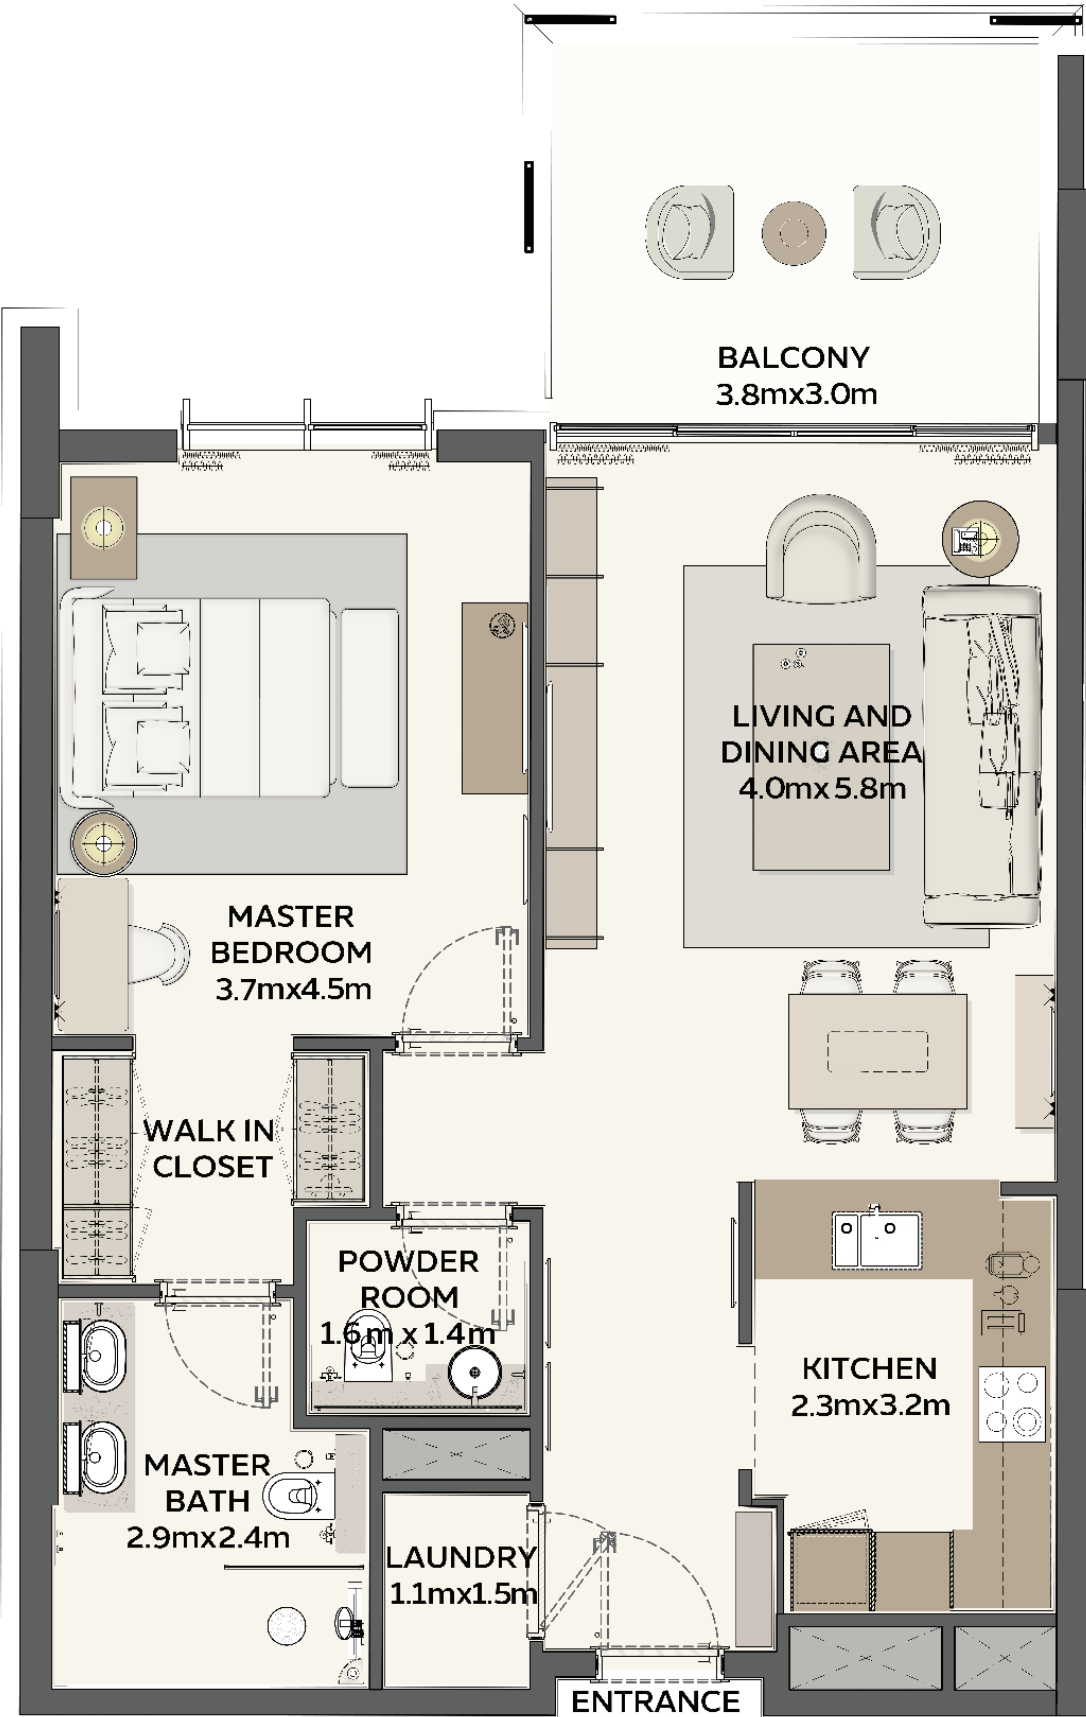 BALCONY
3.8mx3.0m
LIVING AND
DINING AREA
4.0mx 5.8m
MASTER
BEDROOM
3.7mx4.5m
WALK IN
CLOSET
POWDER
ROOM
1.6m x 1.4m
KITCHEN
2.3mx3.2m
MASTER
BATH
2.9mx2.4m
LAUNDRY
1.1mx1.5m
ENTRANCE